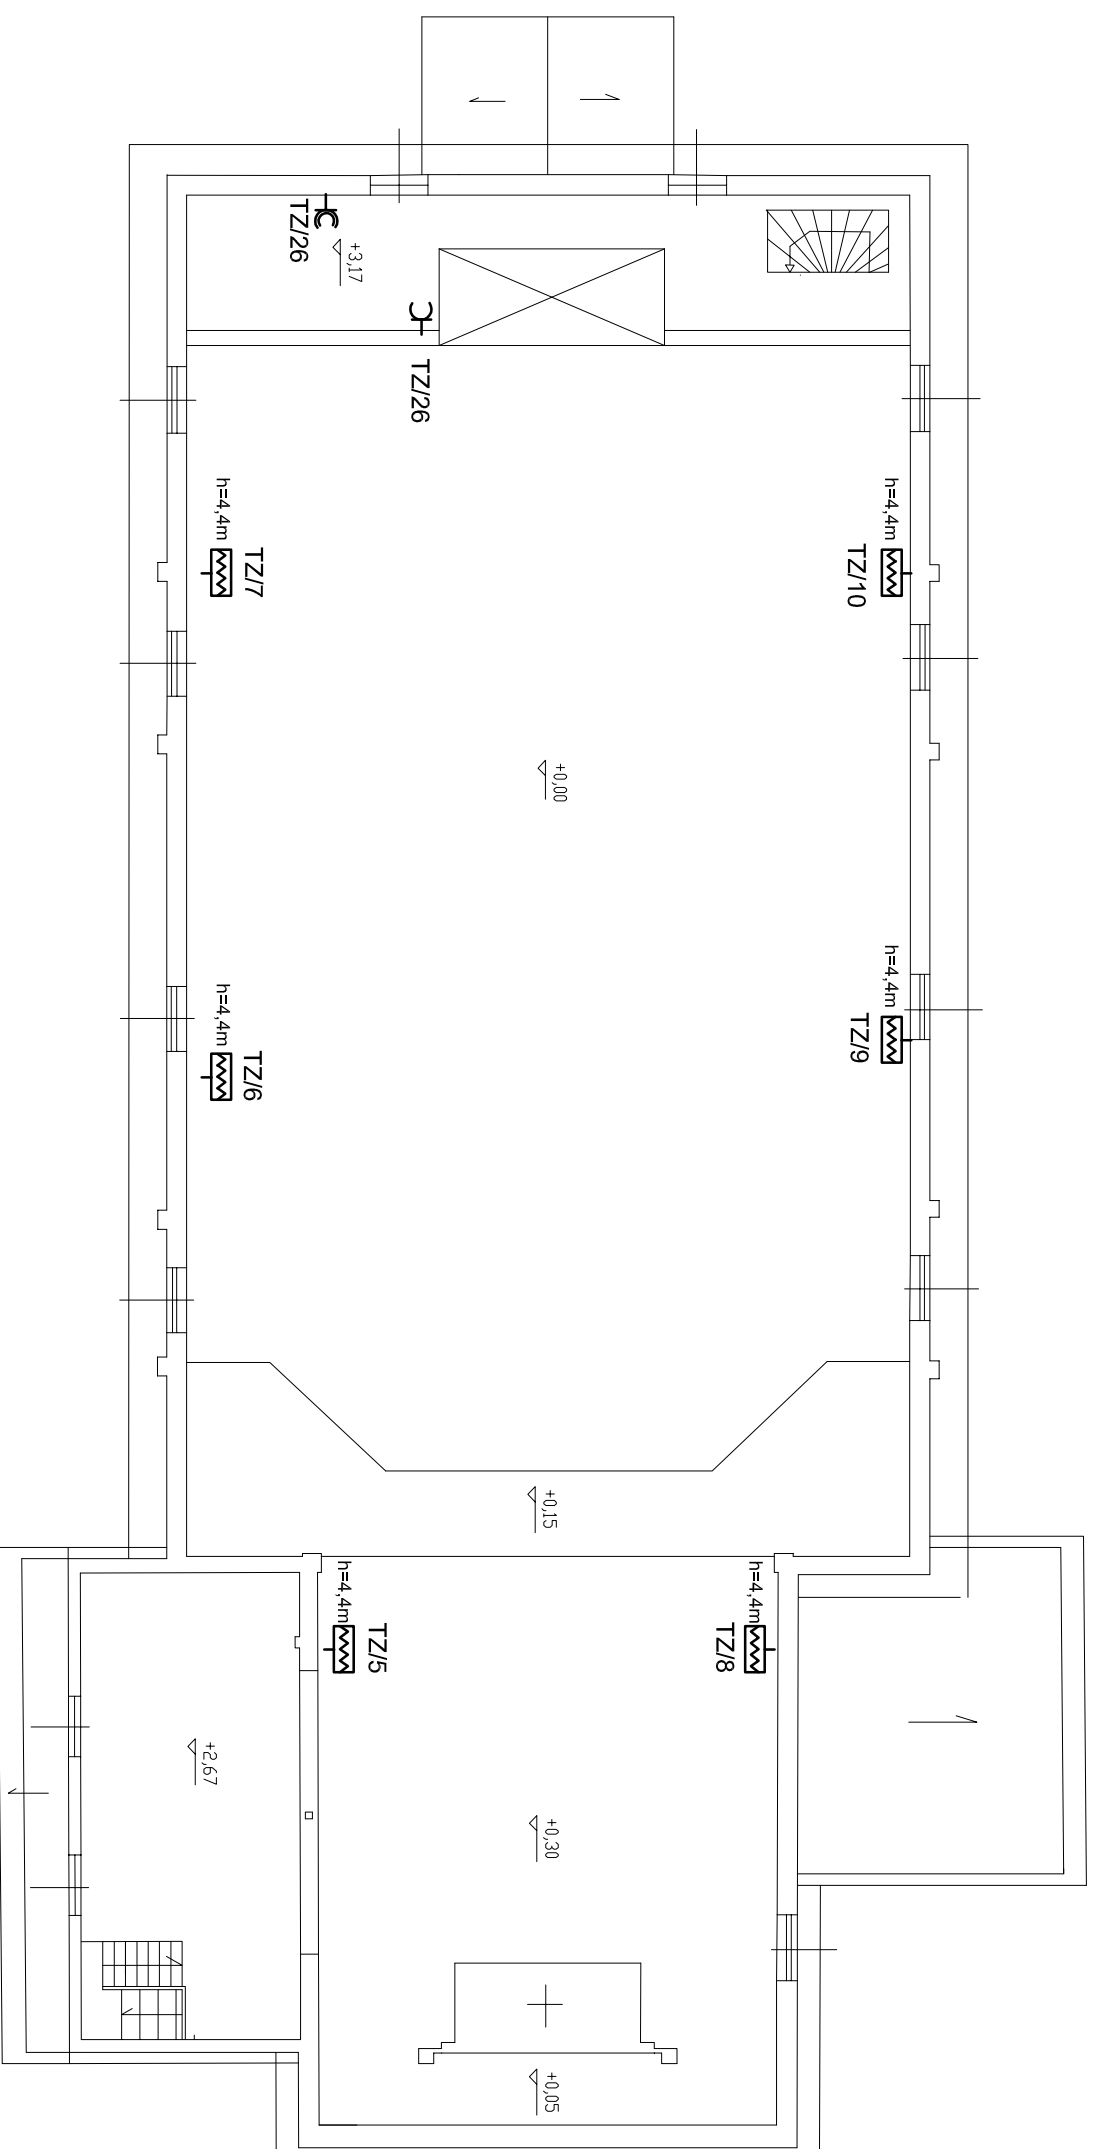 TZ/26
+3,17
TZ/26
h=4,4m
TZ/7
h=4,4m
TZ/10
+0,00
h=4,4m
TZ/9
h=4,4m
TZ/6
+0,15
h=4,4m
TZ/5
h=4,4m
TZ/8
+2,67
+0,30
+0,05